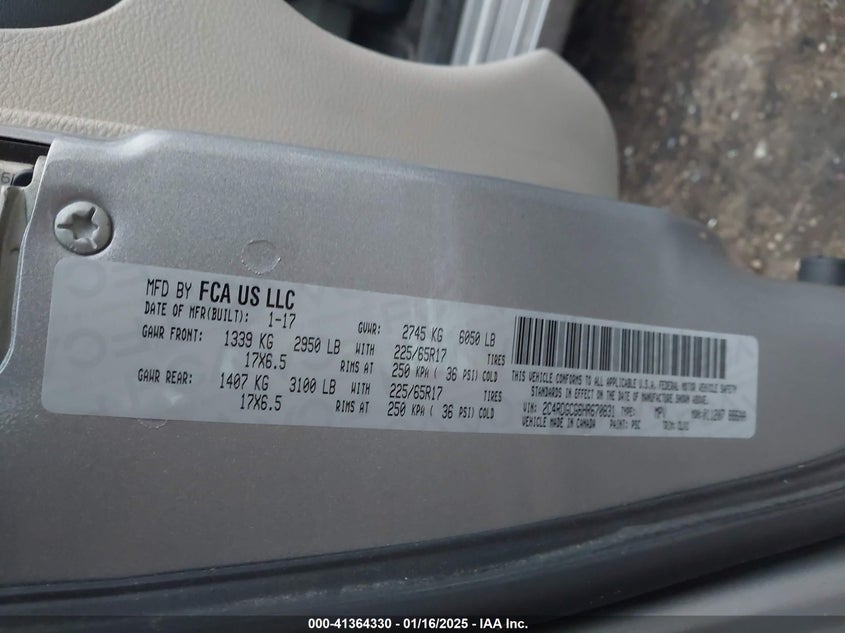 MFD BY FCA US LLC
DATE OF MFR(BUILT): 1-17 GVWR: 2745 KG 6050 LB
GAWR FRONT: 1339 KG 2950 LB WITH 225/65R17 TIRES
17X6.5 RIMS AT 250 KPA ( 36 PSI) COLD
GAWR REAR: 1407 KG 3100 LB WITH 225/65R17 TIRES
17X6.5 RIMS AT 250 KPA ( 36 PSI) COLD
THIS VEHICLE CONFORMS TO ALL APPLICABLE U.S.A. FEDERAL MOTOR VEHICLE SAFETY
STANDARDS IN EFFECT ON THE DATE OF MANUFACTURE SHOWN ABOVE.
VIN: 2C4RDGCG8HR670831 TYPE: MPV
VEHICLE MADE IN CANADA PAINT: PSC TRIM:
000-41364330 - 01/16/2025 - IAA Inc.